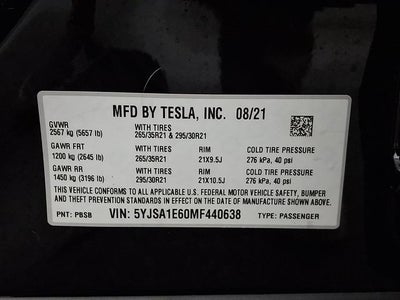 MFD BY TESLA, INC. 08/21
GVWR WITH TIRES
2567 kg (5657 lb) 265/35R21 & 295/30R21
GAWR FRT WITH TIRES RIM COLD TIRE PRESSURE
1200 kg (2645 lb) 265/35R21 21X9.5J 276 kPa, 40 psi
GAWR RR WITH TIRES RIM COLD TIRE PRESSURE
1450 kg (3196 lb) 295/30R21 21X10.5J 276 kPa, 40 psi
THIS VEHICLE CONFORMS TO ALL APPLICABLE U.S. FEDERAL MOTOR VEHICLE SAFETY, BUMPER
AND THEFT PREVENTION STANDARDS IN EFFECT ON THE DATE OF MANUFACTURE SHOWN ABOVE.
PNT: PBSB VIN: 5YJSA1E60MF440638 TYPE: PASSENGER